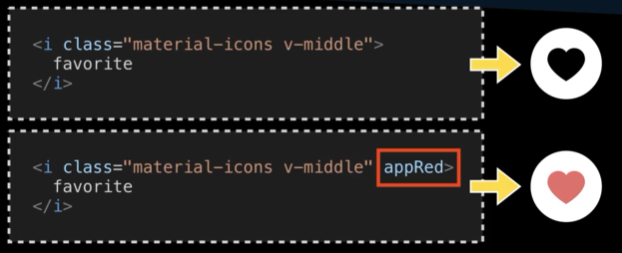 <i class="material-icons v-middle">
favorite
</i>
<i class="material-icons v-middle" appRed>
favorite
</i>